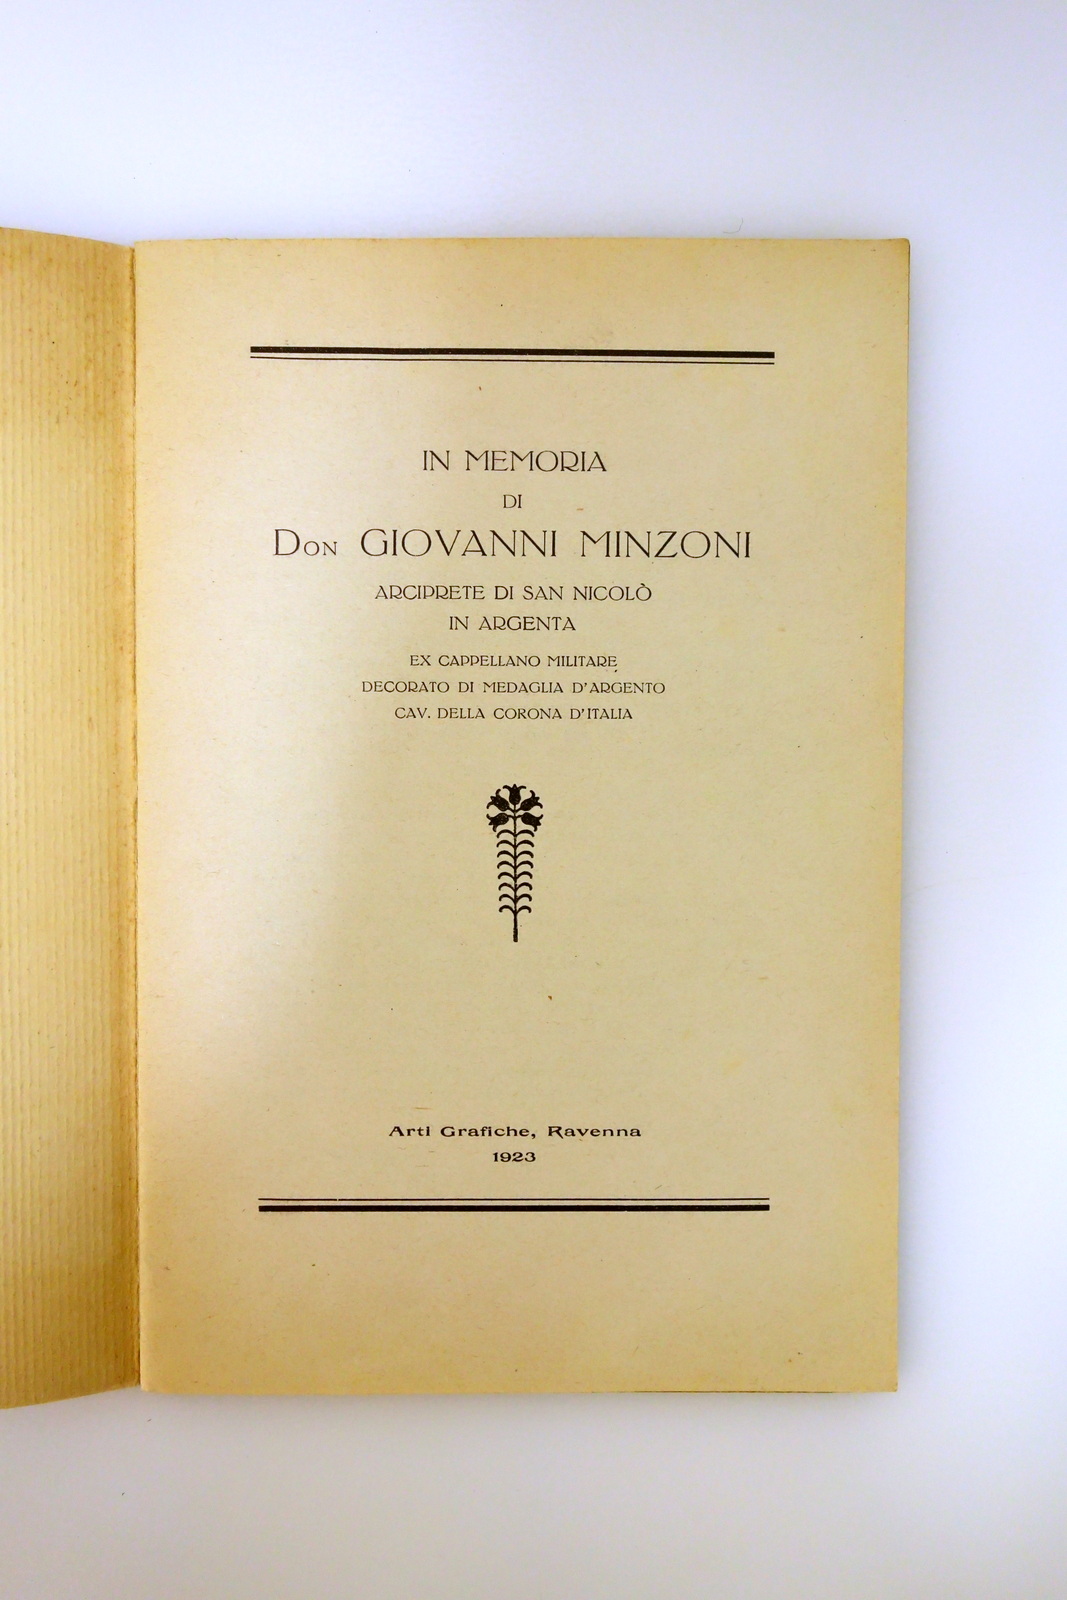 IN MEMORIA
DI
DON GIOVANNI MINZONI
ARCIPRETE DI SAN NICOLÒ
IN ARGENTA
EX CAPPELLANO MILITARE
DECORATO DI MEDAGLIA D'ARGENTO
CAV. DELLA CORONA D'ITALIA
Arti Grafiche, Ravenna
1923